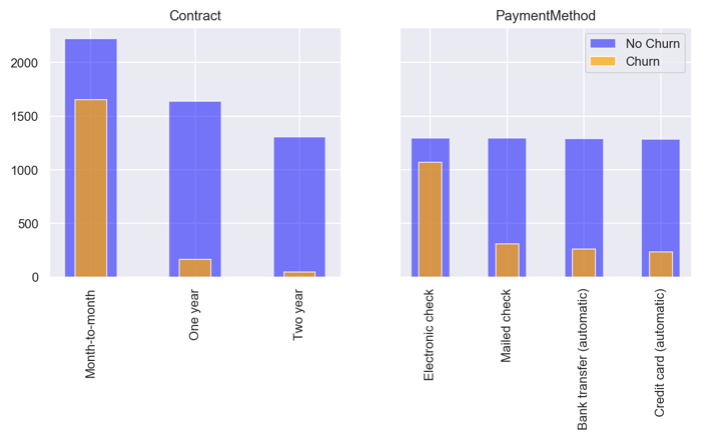 Contract
PaymentMethod
No Churn
Churn
2000
1500
1000
500
0
Month-to-month
One year
Two year
Electronic check
Mailed check
Bank transfer (automatic)
Credit card (automatic)